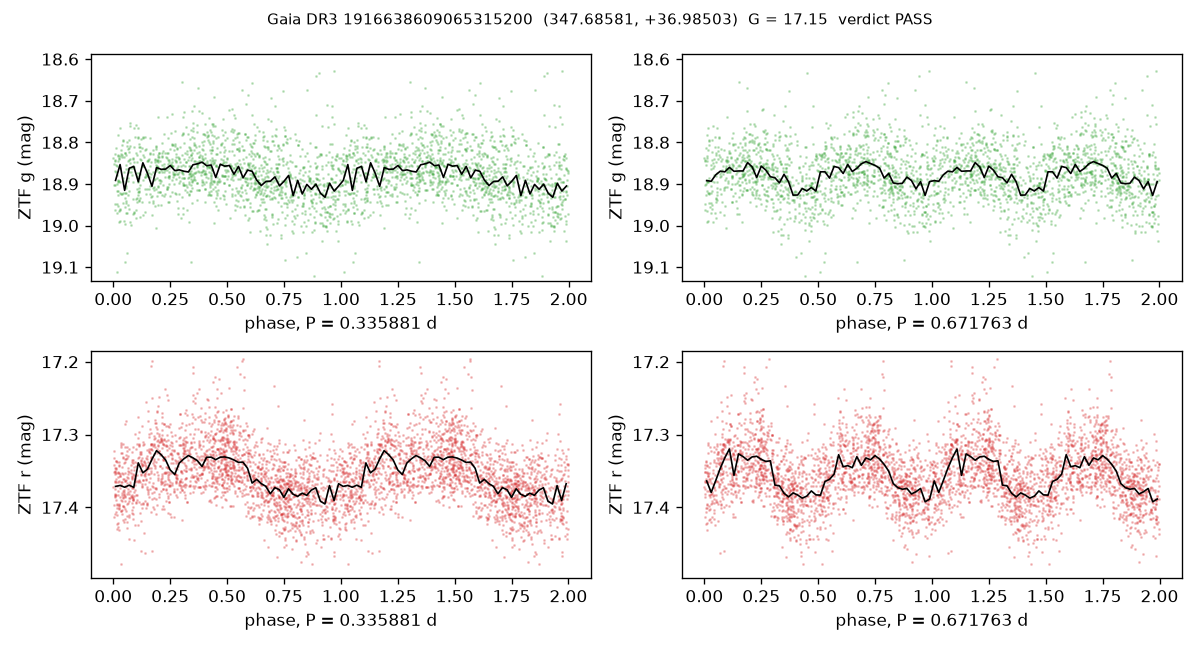 Gaia DR3 1916638609065315200 (347.68581, +36.98503) G = 17.15 verdict PASS
ZTF g (mag)
18.6
18.7
18.8
18.9
19.0
19.1
0.00 0.25 0.50 0.75 1.00 1.25 1.50 1.75 2.00
phase, P = 0.335881 d
ZTF g (mag)
18.6
18.7
18.8
18.9
19.0
19.1
0.00 0.25 0.50 0.75 1.00 1.25 1.50 1.75 2.00
phase, P = 0.671763 d
ZTF r (mag)
17.2
17.3
17.4
0.00 0.25 0.50 0.75 1.00 1.25 1.50 1.75 2.00
phase, P = 0.335881 d
ZTF r (mag)
17.2
17.3
17.4
0.00 0.25 0.50 0.75 1.00 1.25 1.50 1.75 2.00
phase, P = 0.671763 d